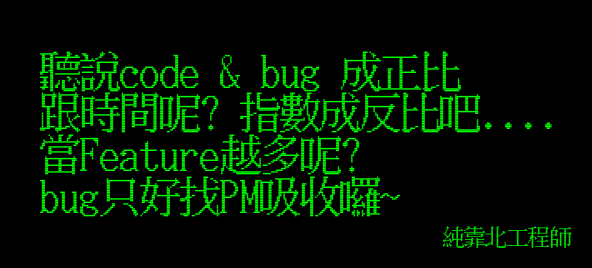 聽說code & bug 成正比
跟時間呢? 指數成反比吧....
當Feature越多呢?
bug只好找PM吸收囉~
純靠北工程師